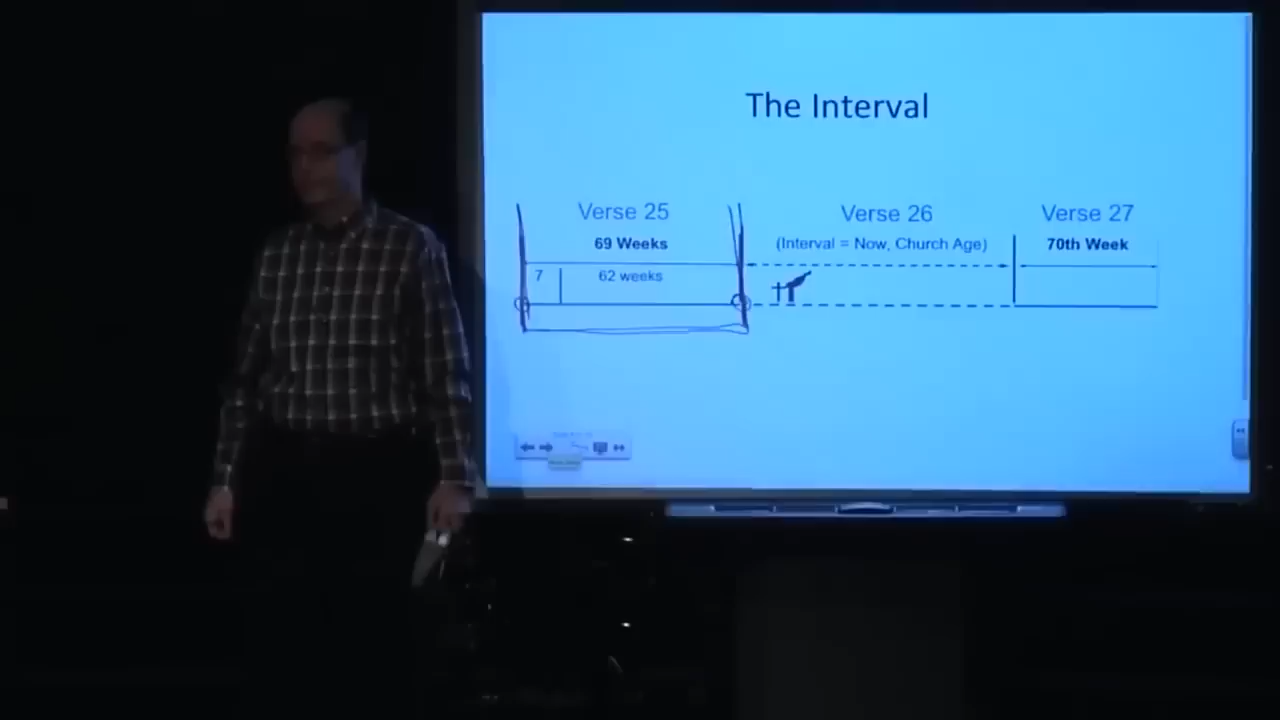 The Interval
Verse 25
Verse 26
Verse 27
69 Weeks
(Interval = Now, Church Age)
70th Week
7
62 weeks